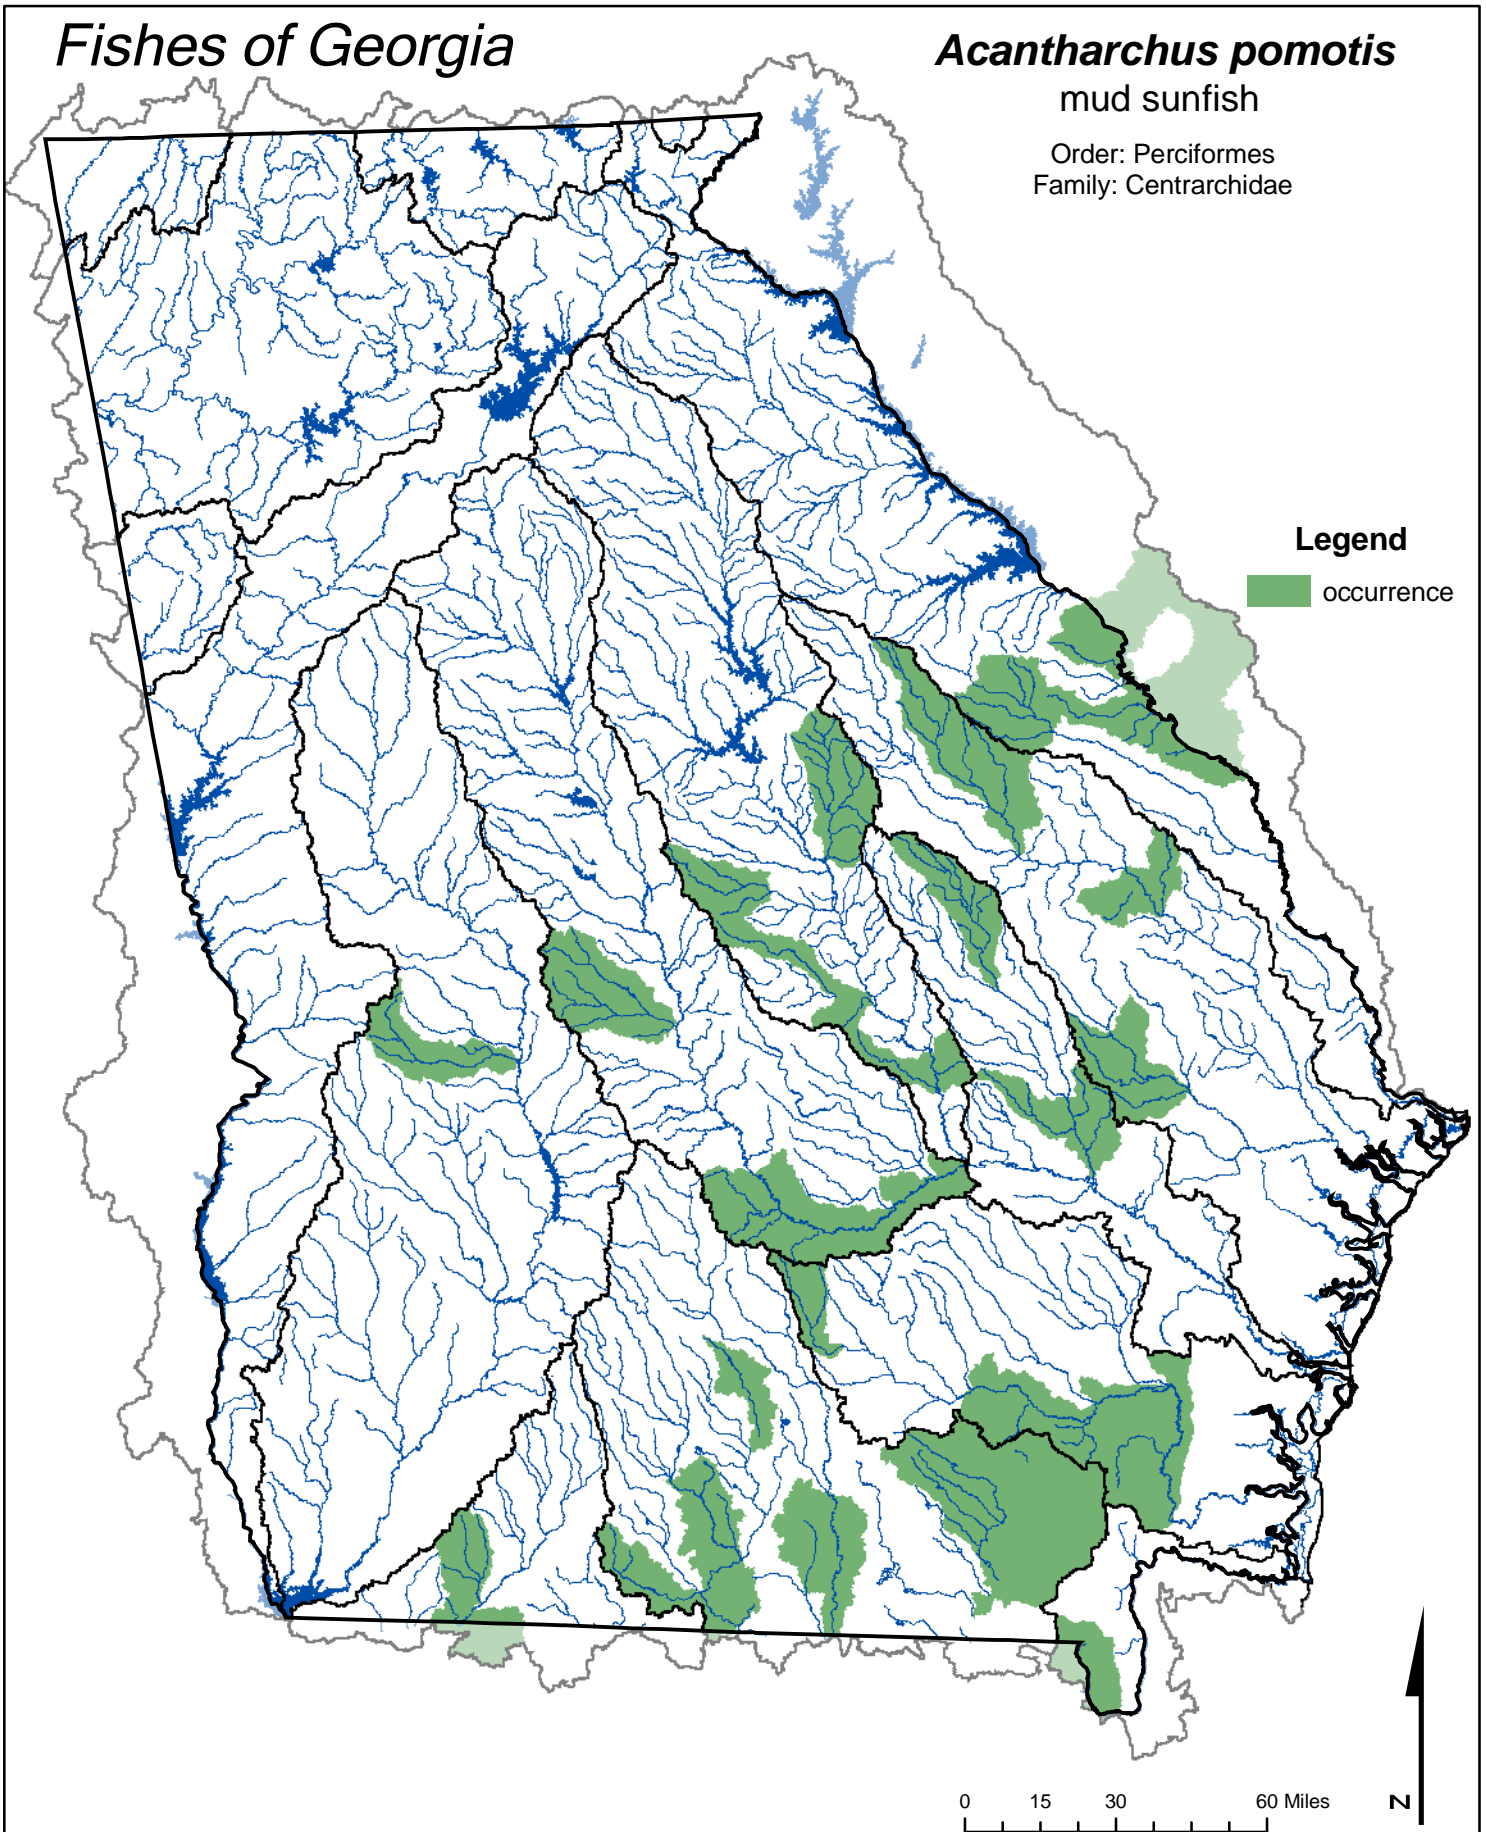 Fishes of Georgia
Acantharchus pomotis
mud sunfish
Order: Perciformes
Family: Centrarchidae
Legend
occurrence
0 15 30 60 Miles
N